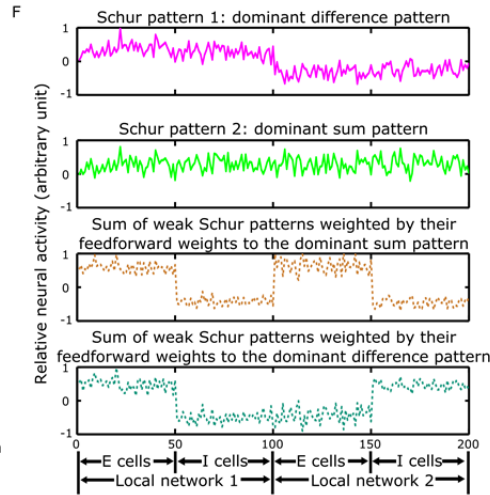 F
Schur pattern 1: dominant difference pattern
1
0
-1
Schur pattern 2: dominant sum pattern
1
0
-1
Sum of weak Schur patterns weighted by their
feedforward weights to the dominant sum pattern
1
0
-1
Sum of weak Schur patterns weighted by their
feedforward weights to the dominant difference pattern
1
0
-1
0 50 100 150 200
E cells I cells E cells I cells
Local network 1 Local network 2
Relative neural activity (arbitrary unit)